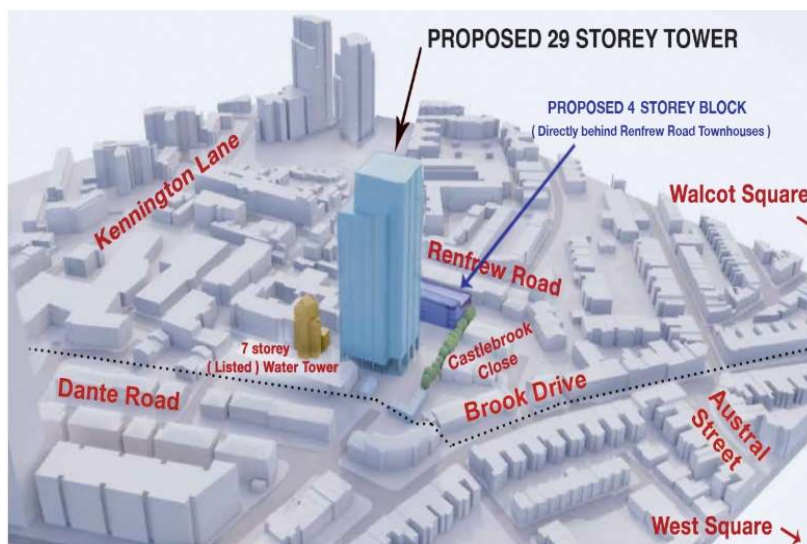 PROPOSED 29 STOREY TOWER
PROPOSED 4 STOREY BLOCK
( Directly behind Renfrew Road Townhouses )
Kennington Lane
Walcot Square
Renfrew Road
7 storey
( Listed ) Water Tower
Castlebrook
Close
Dante Road
Brook Drive
Austral
Street
West Square